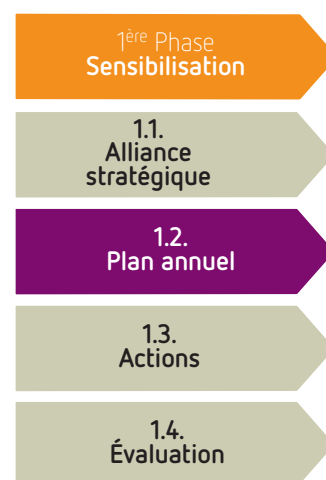 1ère Phase
Sensibilisation
1.1.
Alliance
stratégique
1.2.
Plan annuel
1.3.
Actions
1.4.
Évaluation